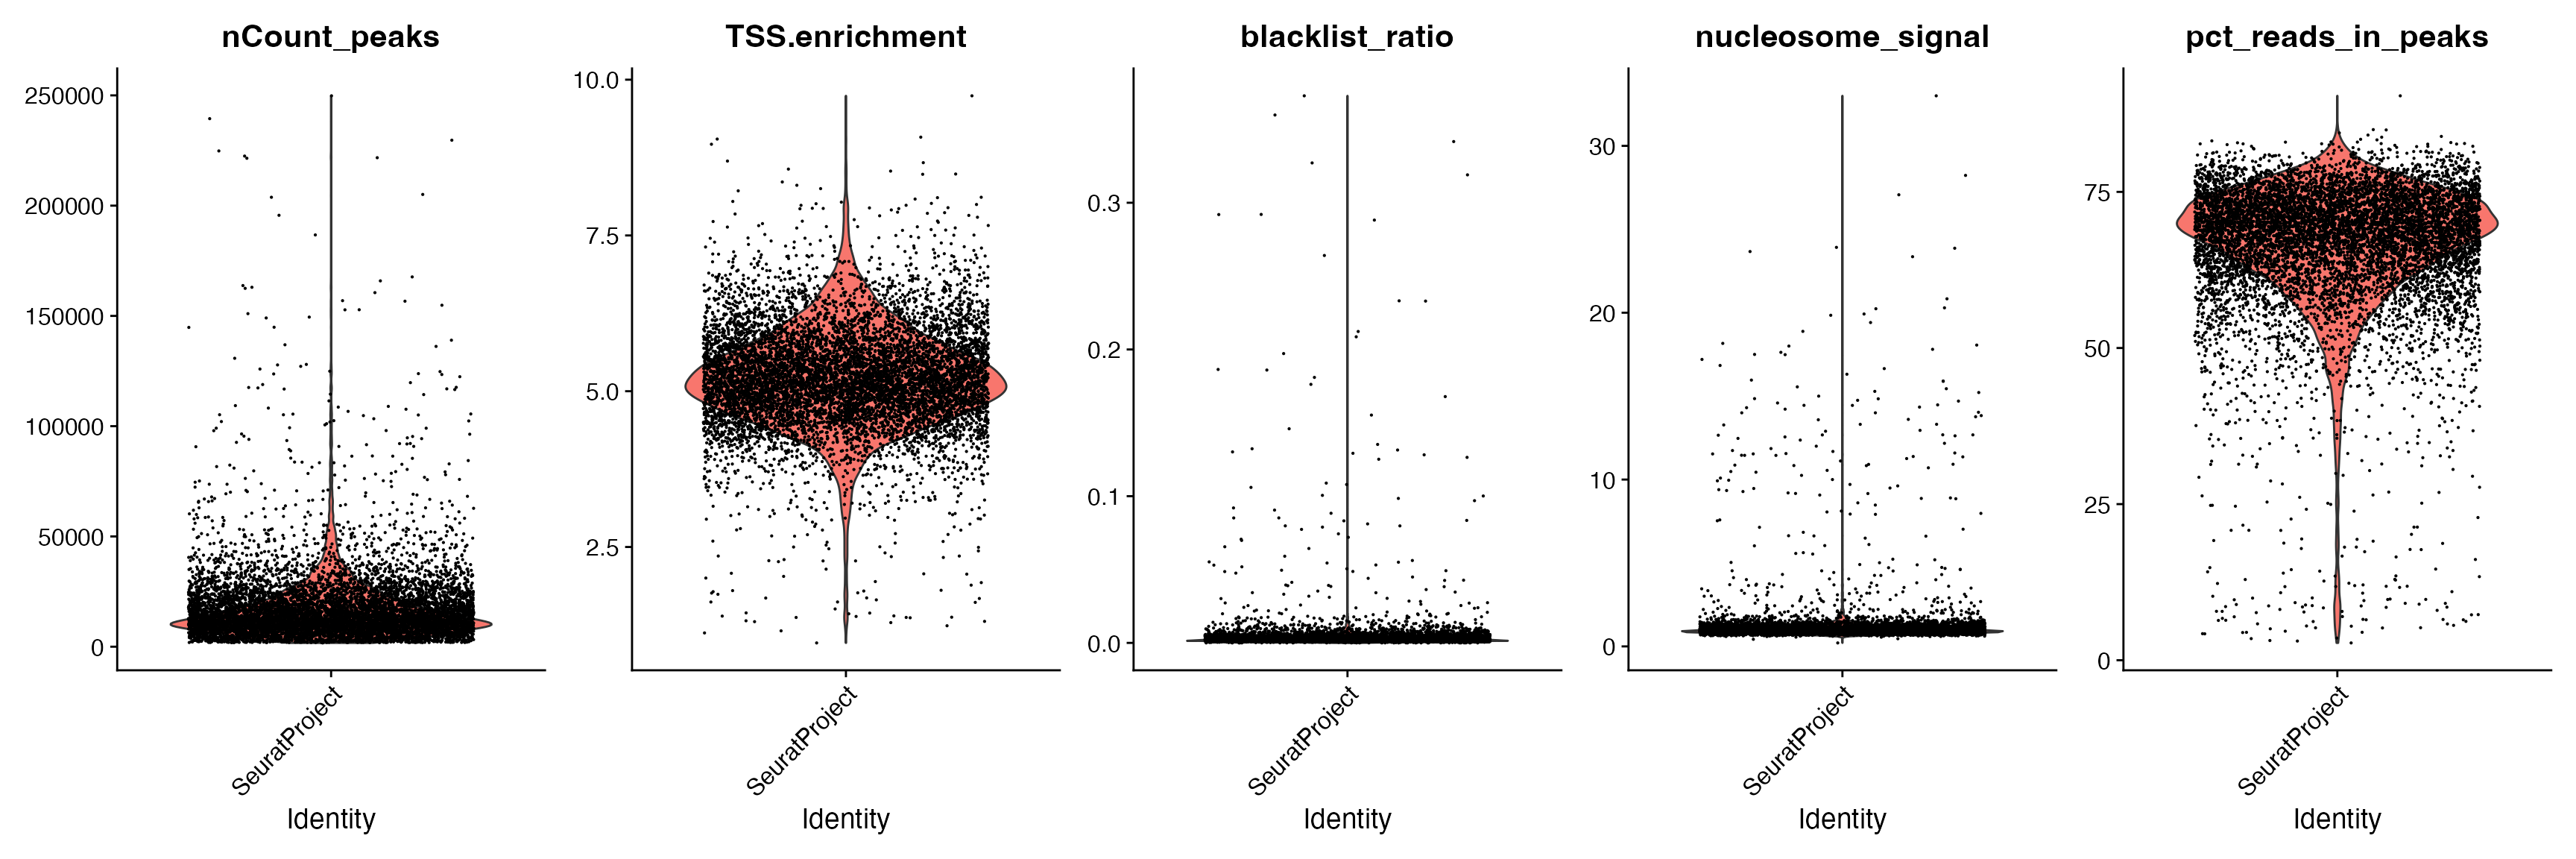 nCount_peaks
250000
200000
150000
100000
50000
0
SeuratProject
Identity
TSS.enrichment
10.0
7.5
5.0
2.5
SeuratProject
Identity
blacklist_ratio
0.3
0.2
0.1
0.0
SeuratProject
Identity
nucleosome_signal
30
20
10
0
SeuratProject
Identity
pct_reads_in_peaks
75
50
25
0
SeuratProject
Identity